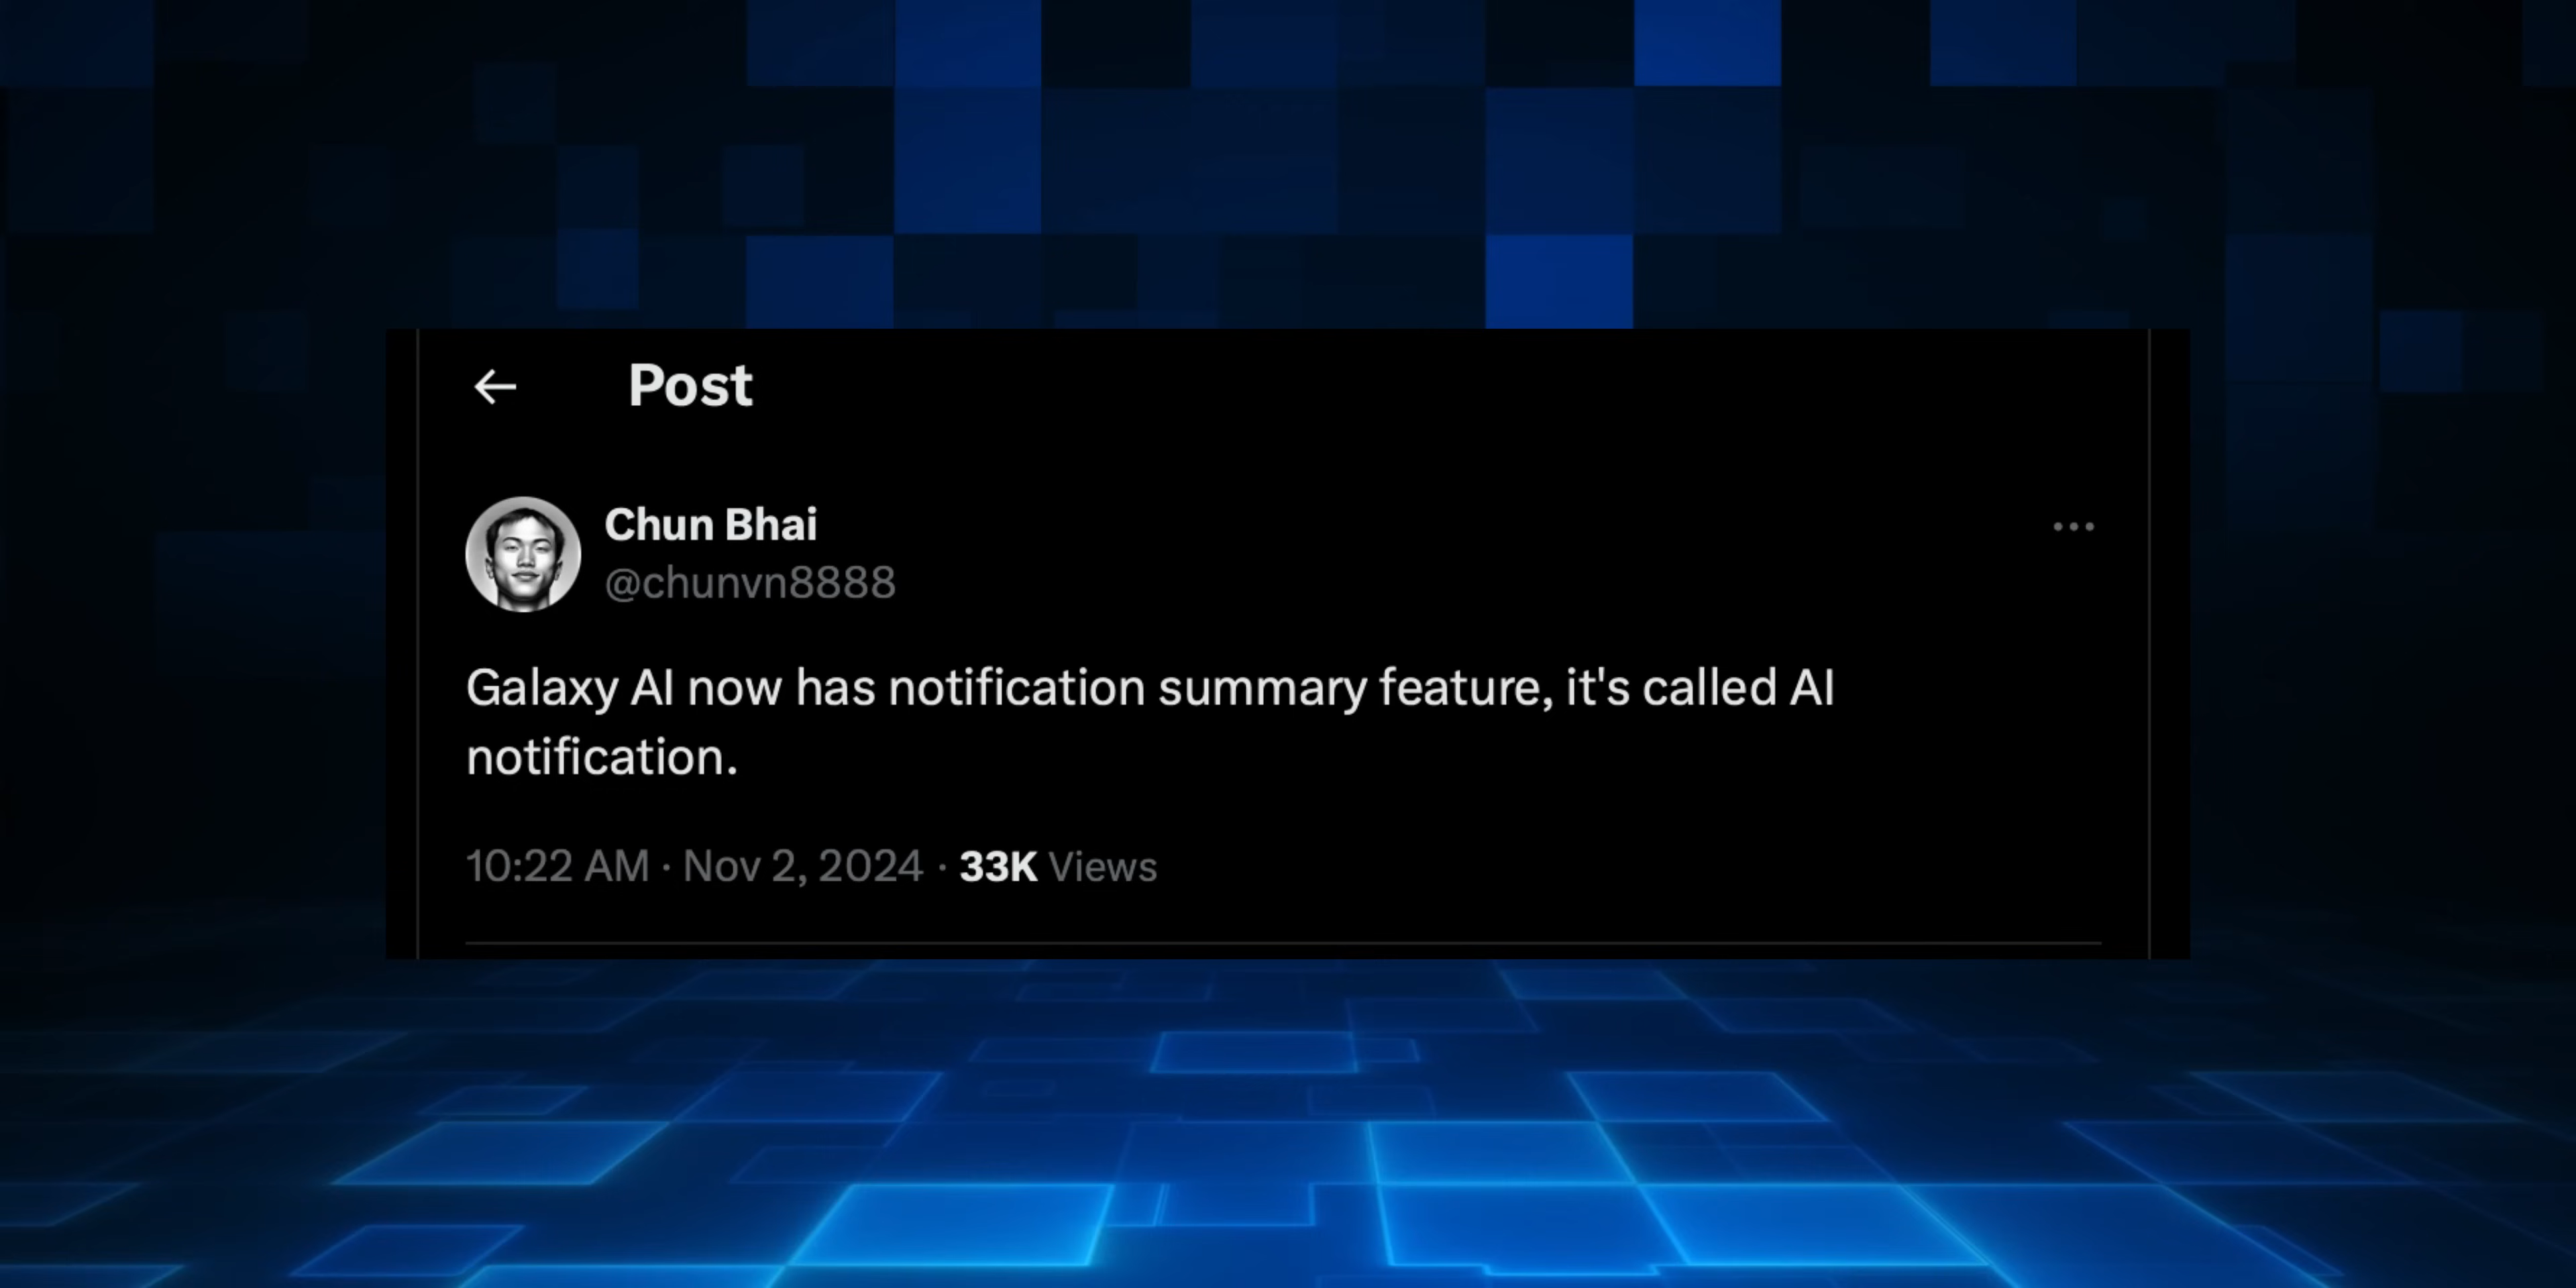 Post
Chun Bhai
@chunvn8888
Galaxy AI now has notification summary feature, it's called AI
notification.
10:22 AM · Nov 2, 2024 · 33K Views